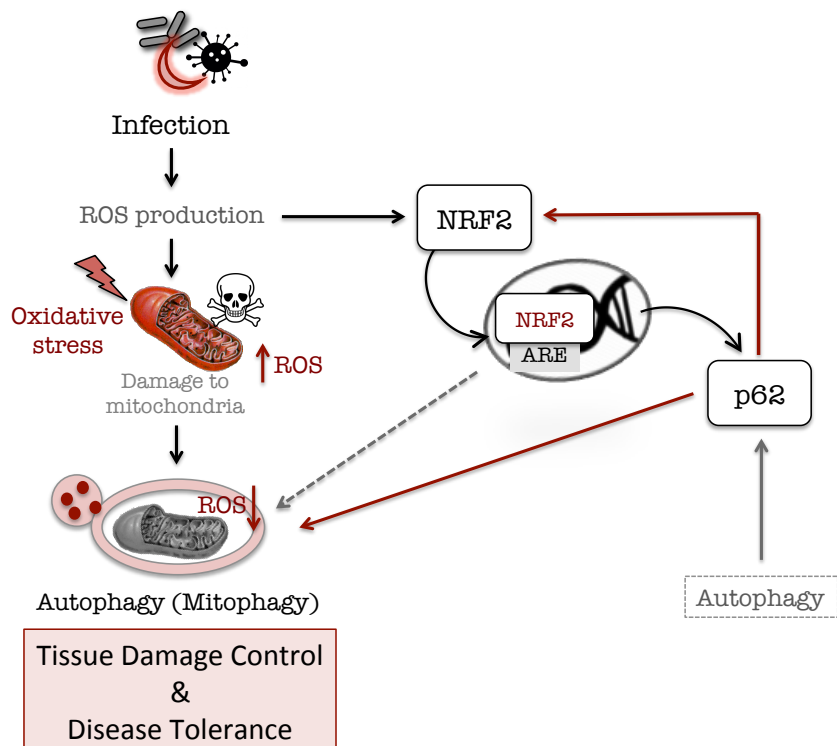 Infection
ROS production
NRF2
Oxidative
stress
ROS
Damage to
mitochondria
NRF2
ARE
p62
ROS
Autophagy (Mitophagy)
Autophagy
Tissue Damage Control
&
Disease Tolerance